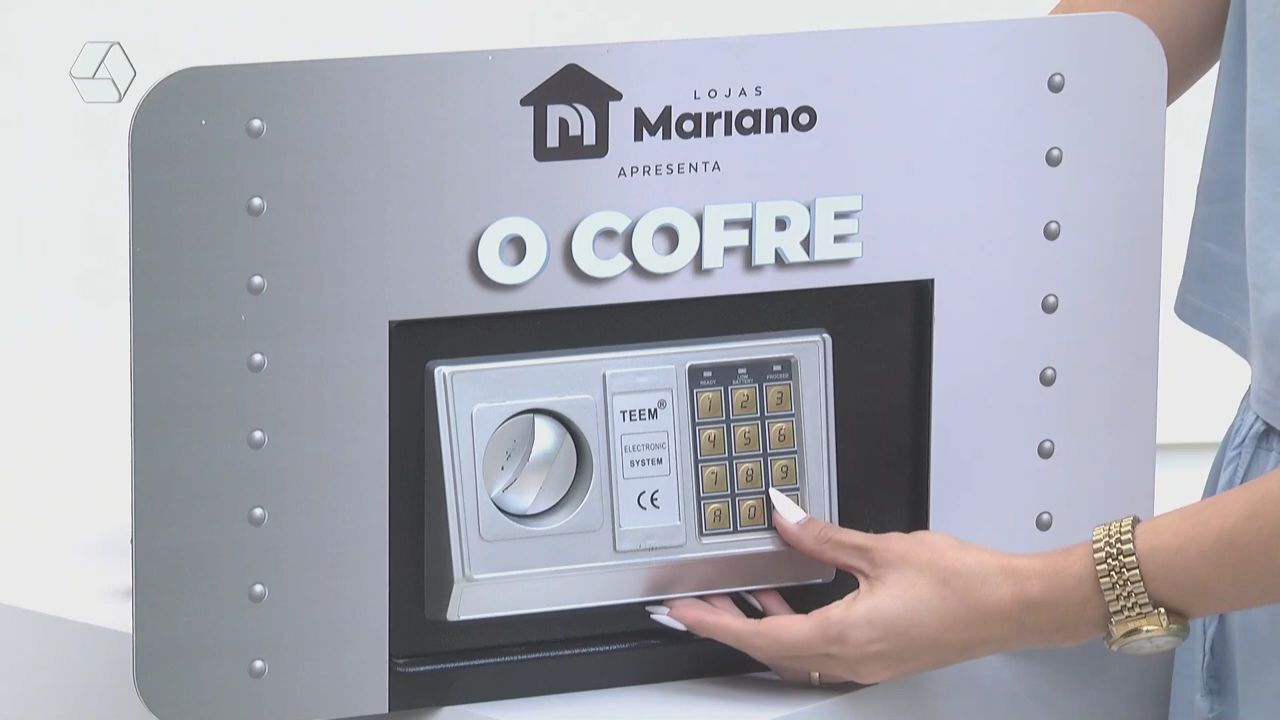 LOJAS
Mariano
APRESENTA
O COFRE
READY
LOW BATTERY
PROCEED
TEEM®
ELECTRONIC
SYSTEM
CE
1 2 3
4 5 6
7 8 9
A 0